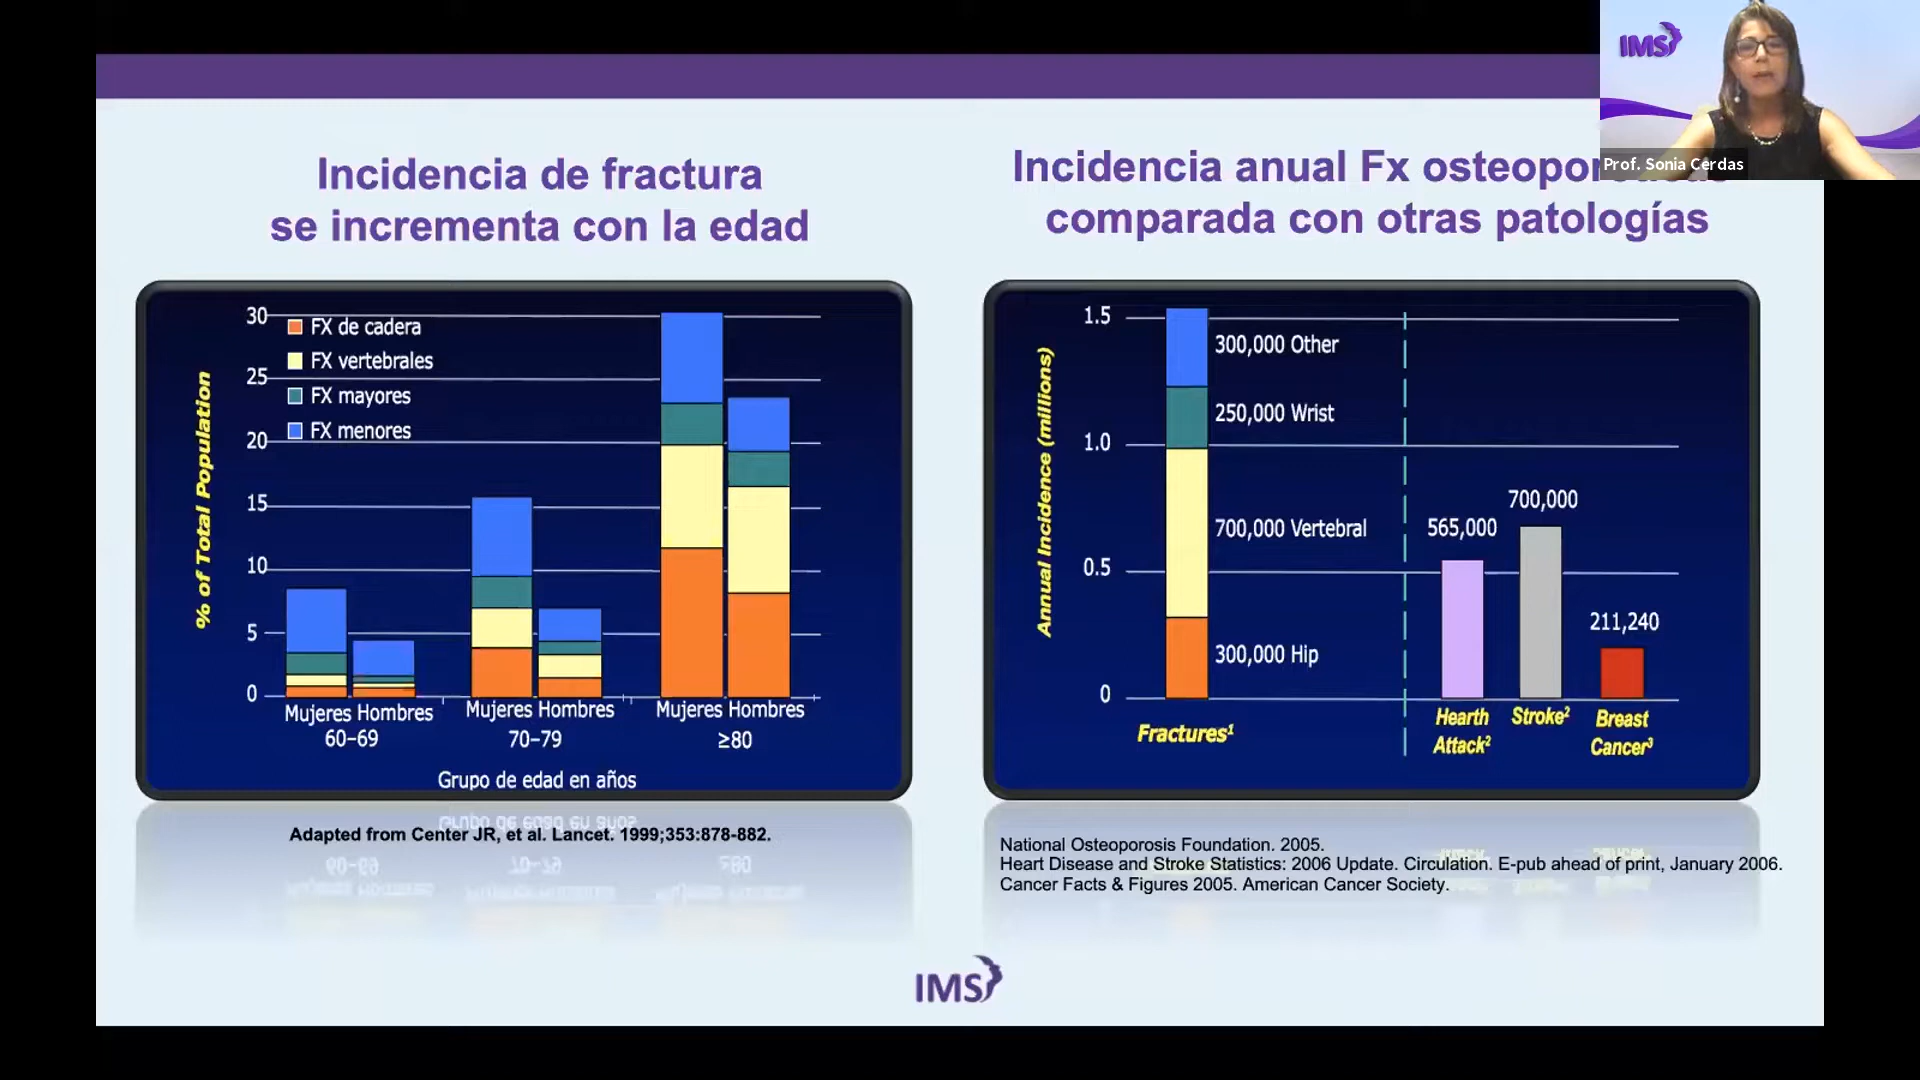 IMS
Prof. Sonia Cerdas
Incidencia de fractura
se incrementa con la edad
30
25
20
15
10
5
0
% of Total Population
FX de cadera
FX vertebrales
FX mayores
FX menores
Mujeres Hombres
60–69
Mujeres Hombres
70–79
Mujeres Hombres
≥80
Grupo de edad en años
Adapted from Center JR, et al. Lancet. 1999;353:878-882.
Incidencia anual Fx
comparada con otras patologías
1.5
1.0
0.5
0
Annual Incidence (millions)
300,000 Other
250,000 Wrist
700,000 Vertebral
300,000 Hip
Fractures¹
565,000
700,000
211,240
Hearth
Attack²
Stroke²
Breast
Cancer³
National Osteoporosis Foundation. 2005.
Heart Disease and Stroke Statistics: 2006 Update. Circulation. E-pub ahead of print, January 2006.
Cancer Facts & Figures 2005. American Cancer Society.
IMS